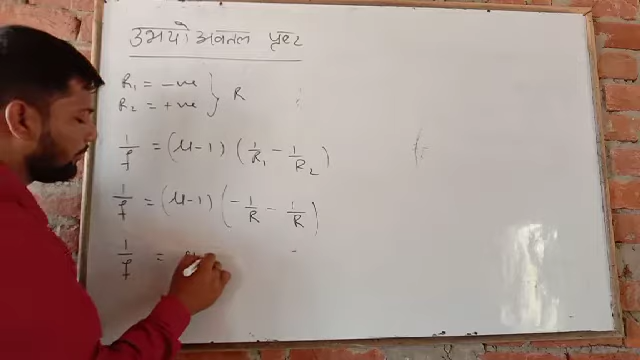 उभयो अवतल पृष्ट
R₁ = -ve
R₂ = +ve } R
1/f = (μ-1) (1/R₁ - 1/R₂)
1/f = (μ-1) (-1/R - 1/R)
1/f =